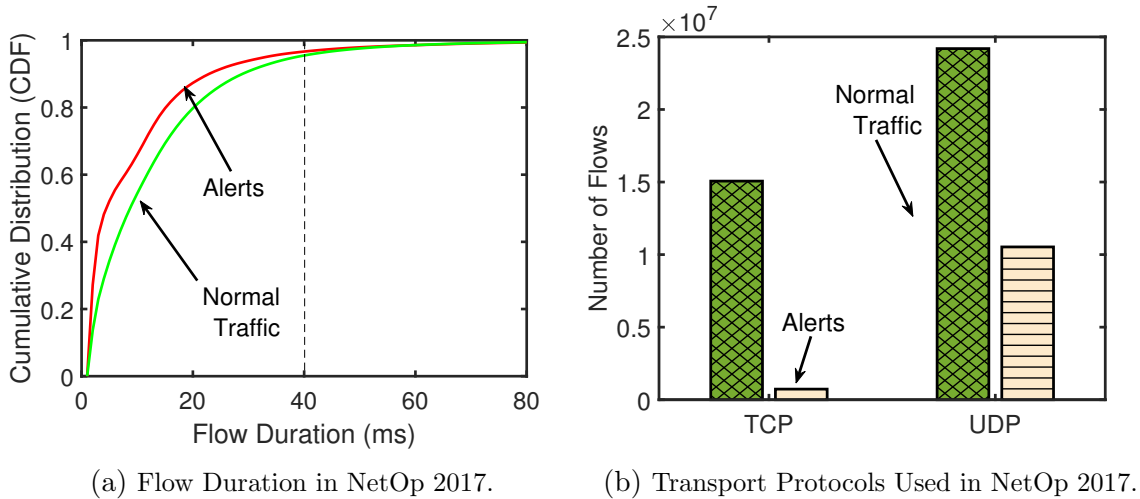 Cumulative Distribution (CDF)
1
0.8
0.6
0.4
0.2
0
Alerts
Normal
Traffic
0
20
40
60
80
Flow Duration (ms)
(a) Flow Duration in NetOp 2017.
×10⁷
Number of Flows
2.5
2
1.5
1
0.5
0
Normal
Traffic
Alerts
TCP
UDP
(b) Transport Protocols Used in NetOp 2017.